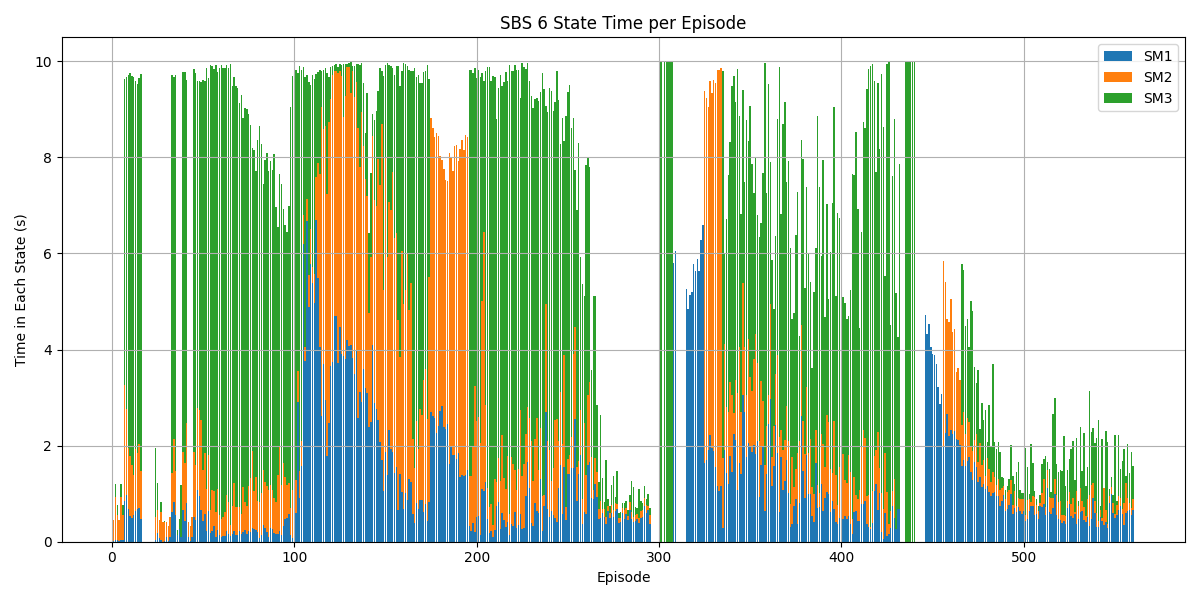 SBS 6 State Time per Episode
SM1
SM2
SM3
Time in Each State (s)
10
8
6
4
2
0
0 100 200 300 400 500
Episode